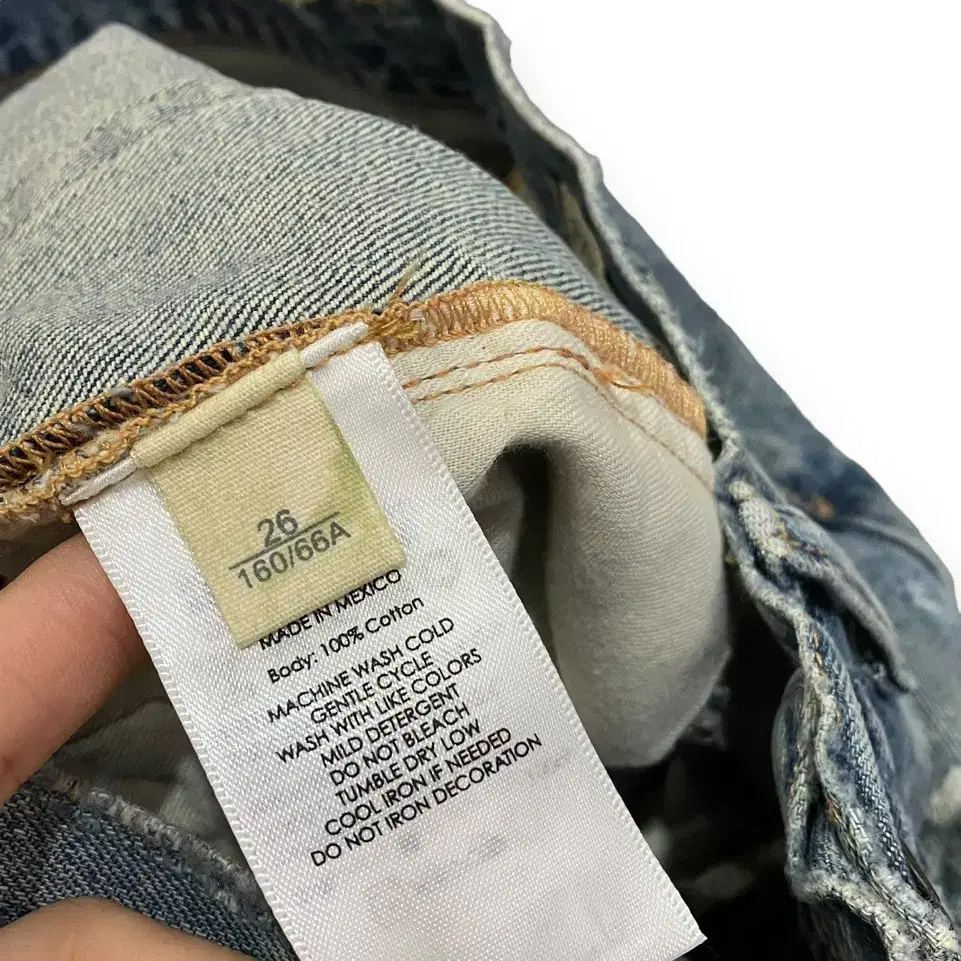 26
160/66A
MADE IN MEXICO
Body: 100% Cotton
MACHINE WASH COLD
GENTLE CYCLE
WASH WITH LIKE COLORS
MILD DETERGENT
DO NOT BLEACH
TUMBLE DRY LOW
COOL IRON IF NEEDED
DO NOT IRON DECORATION